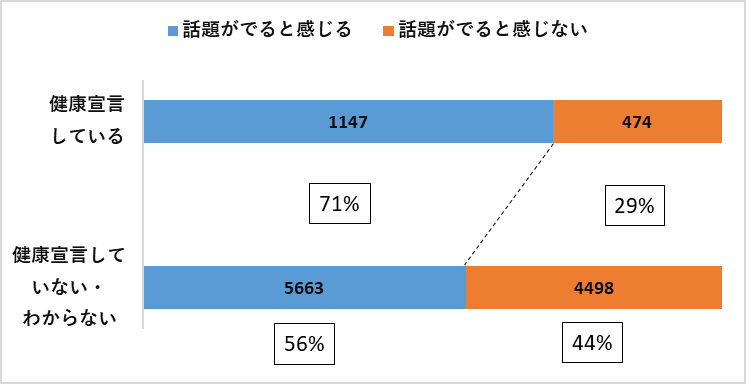 話題がでると感じる 話題がでると感じない
健康宣言
している
1147 474
71% 29%
健康宣言して
いない・
わからない
5663 4498
56% 44%